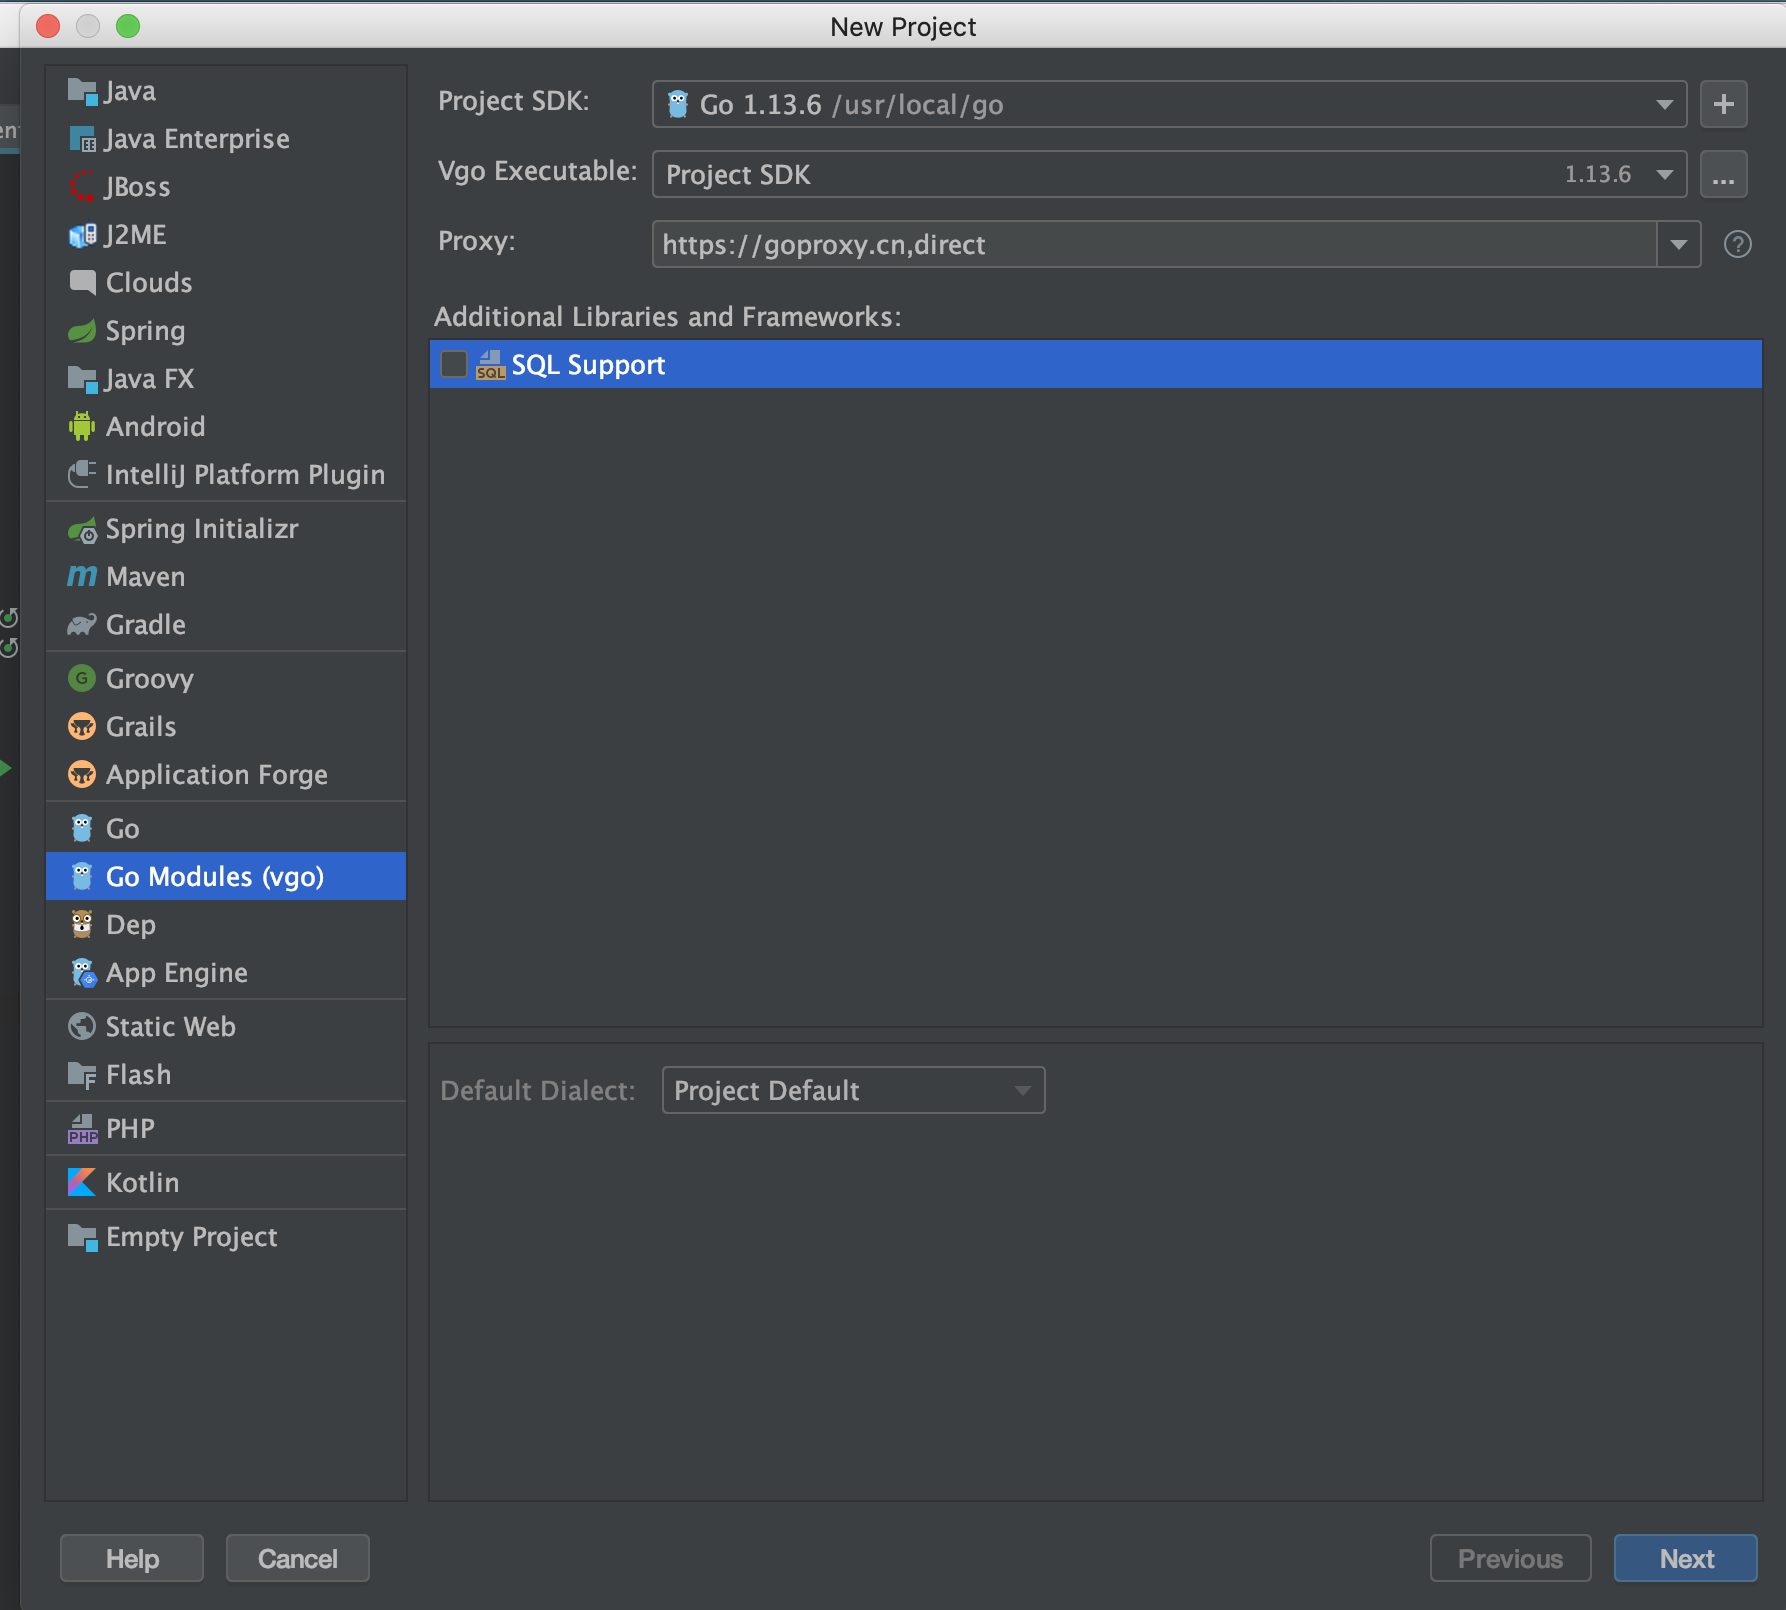 New Project
Java
Java Enterprise
JBoss
J2ME
Clouds
Spring
Java FX
Android
IntelliJ Platform Plugin
Spring Initializr
Maven
Gradle
Groovy
Grails
Application Forge
Go
Go Modules (vgo)
Dep
App Engine
Static Web
Flash
PHP
Kotlin
Empty Project
Project SDK:
Go 1.13.6 /usr/local/go
Vgo Executable:
Project SDK 1.13.6
...
Proxy:
https://goproxy.cn,direct
Additional Libraries and Frameworks:
SQL Support
Default Dialect:
Project Default
Help
Cancel
Previous
Next